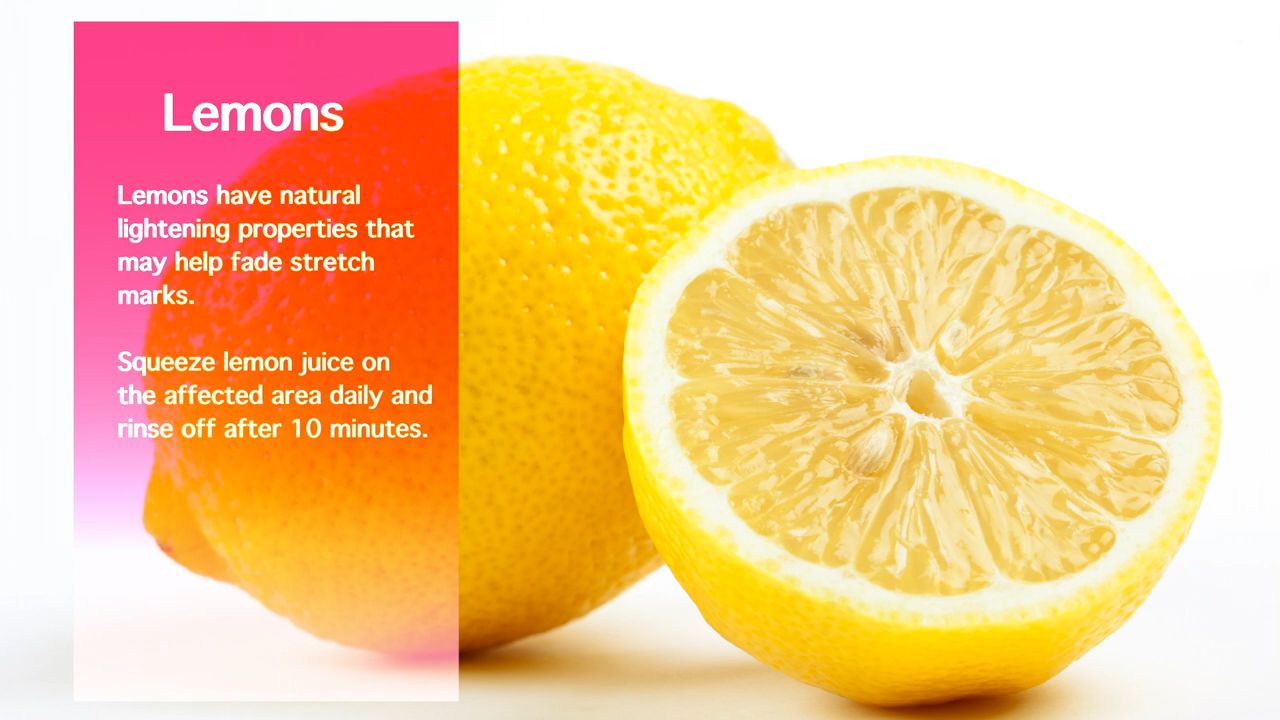 Lemons
Lemons have natural
lightening properties that
may help fade stretch
marks.
Squeeze lemon juice on
the affected area daily and
rinse off after 10 minutes.